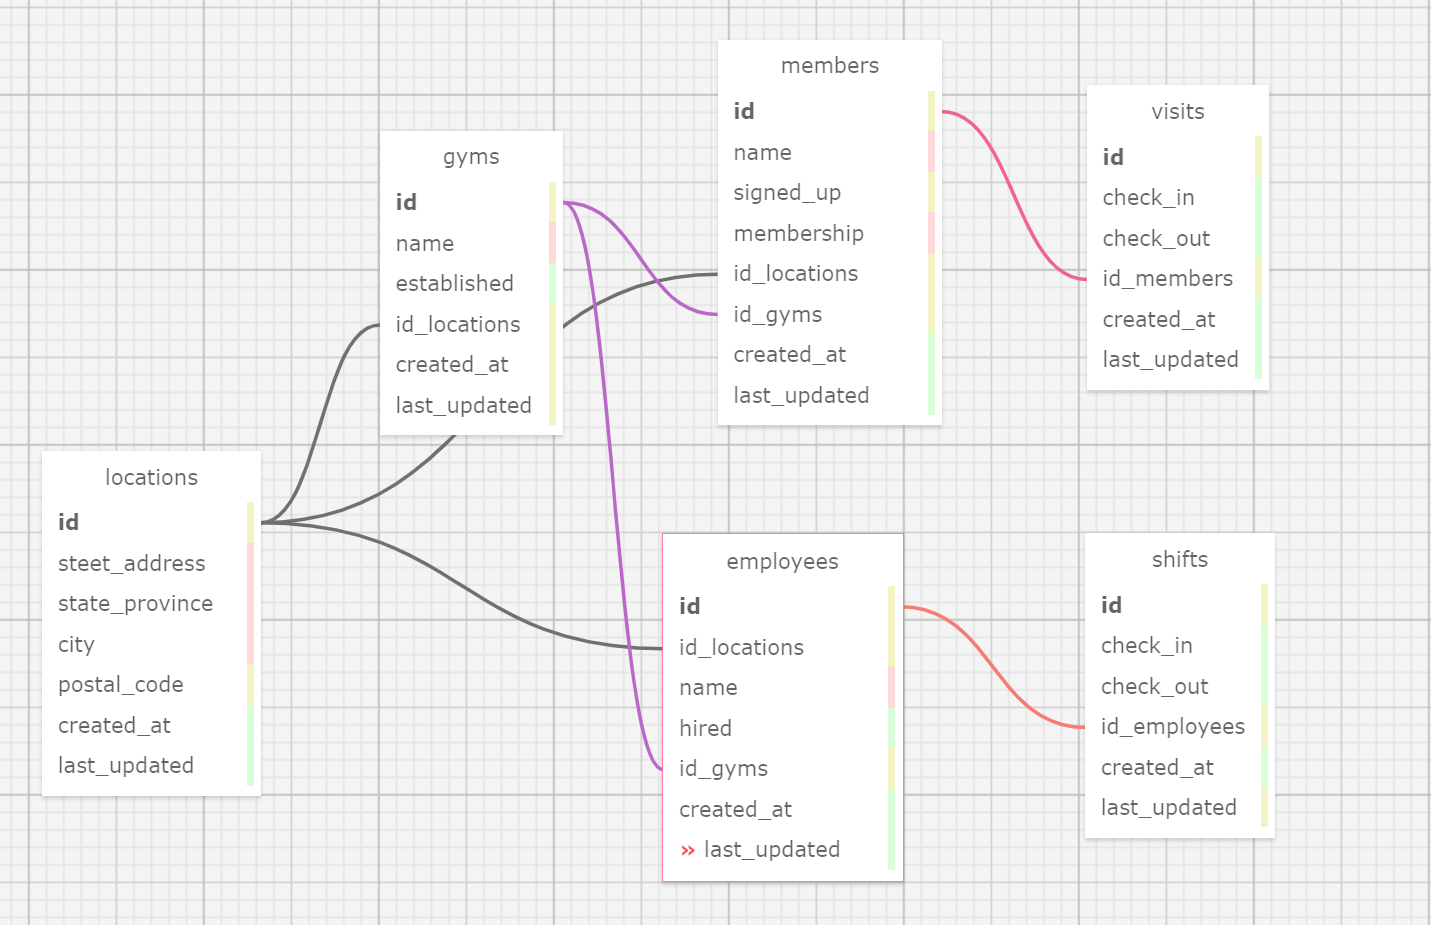 members
id
name
signed_up
membership
id_locations
id_gyms
created_at
last_updated
visits
id
check_in
check_out
id_members
created_at
last_updated
gyms
id
name
established
id_locations
created_at
last_updated
locations
id
steet_address
state_province
city
postal_code
created_at
last_updated
employees
id
id_locations
name
hired
id_gyms
created_at
» last_updated
shifts
id
check_in
check_out
id_employees
created_at
last_updated